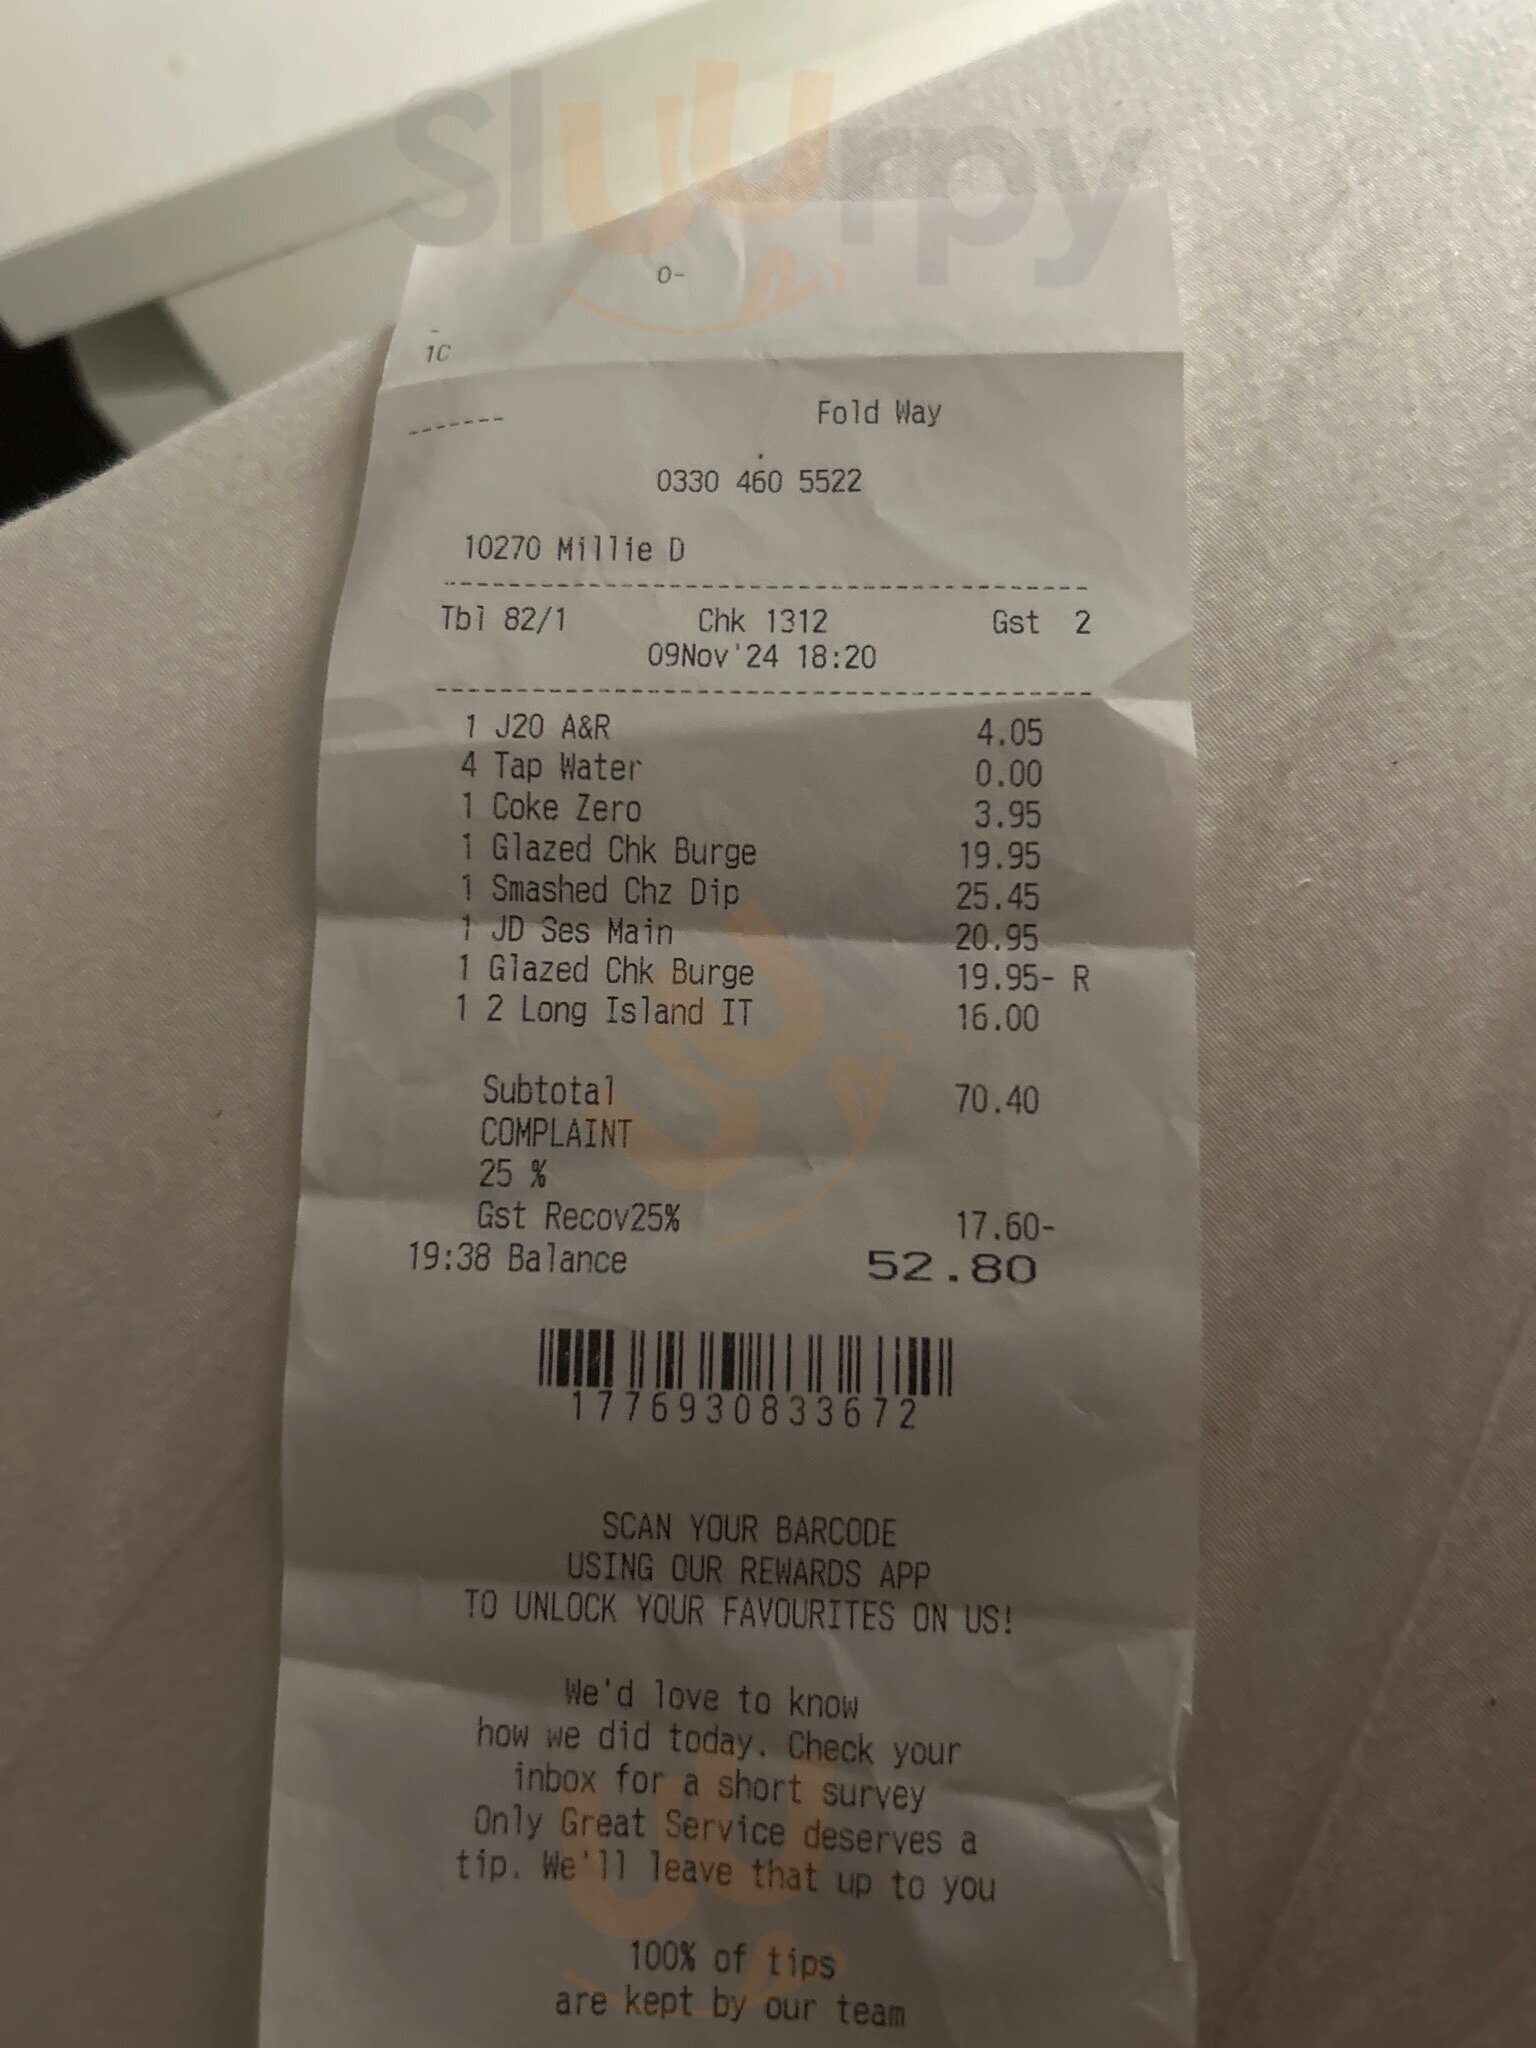 sluurpy
o-
1C
------- Fold Way
0330 460 5522
10270 Millie D
Tbl 82/1 Chk 1312 Gst 2
09Nov'24 18:20
1 J20 A&R 4.05
4 Tap Water 0.00
1 Coke Zero 3.95
1 Glazed Chk Burge 19.95
1 Smashed Chz Dip 25.45
1 JD Ses Main 20.95
1 Glazed Chk Burge 19.95- R
1 2 Long Island IT 16.00
Subtotal 70.40
COMPLAINT
25 %
Gst Recov25% 17.60-
19:38 Balance 52.80
1776930833672
SCAN YOUR BARCODE
USING OUR REWARDS APP
TO UNLOCK YOUR FAVOURITES ON US!
We'd love to know
how we did today. Check your
inbox for a short survey
Only Great Service deserves a
tip. We'll leave that up to you
100% of tips
are kept by our team